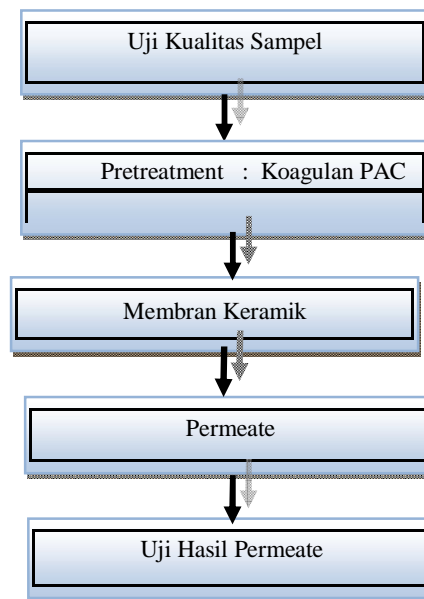 Uji Kualitas Sampel
Pretreatment : Koagulan PAC
Membran Keramik
Permeate
Uji Hasil Permeate